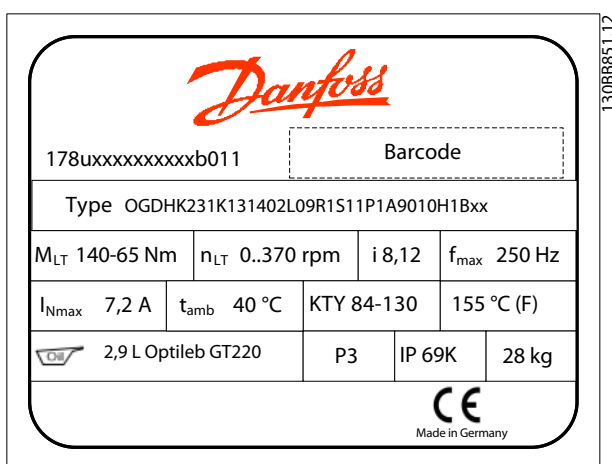 Danfoss
130BB851.12
178uxxxxxxxxxxb011
Barcode
Type OGDHK231K131402L09R1S11P1A9010H1Bxx
MLT 140-65 Nm nLT 0..370 rpm i 8,12 fmax 250 Hz
INmax 7,2 A tamb 40 °C KTY 84-130 155 °C (F)
Oil 2,9 L Optileb GT220 P3 IP 69K 28 kg
CE
Made in Germany